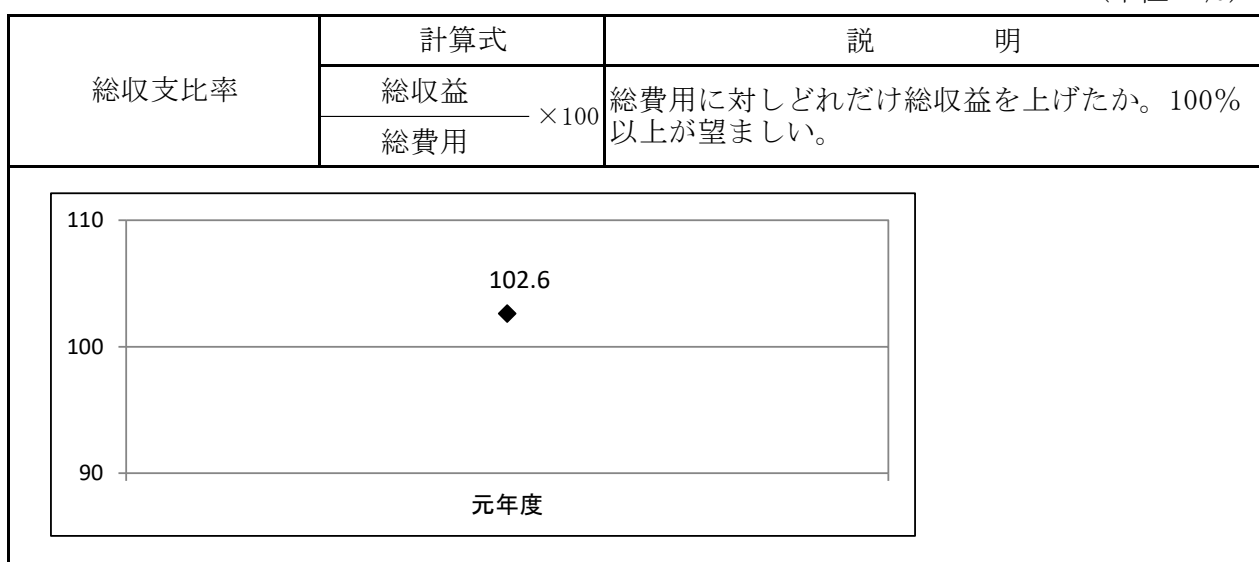 計算式
説 明
総収支比率
総収益
総費用
×100
総費用に対しどれだけ総収益を上げたか。100%
以上が望ましい。
110
102.6
100
90
元年度